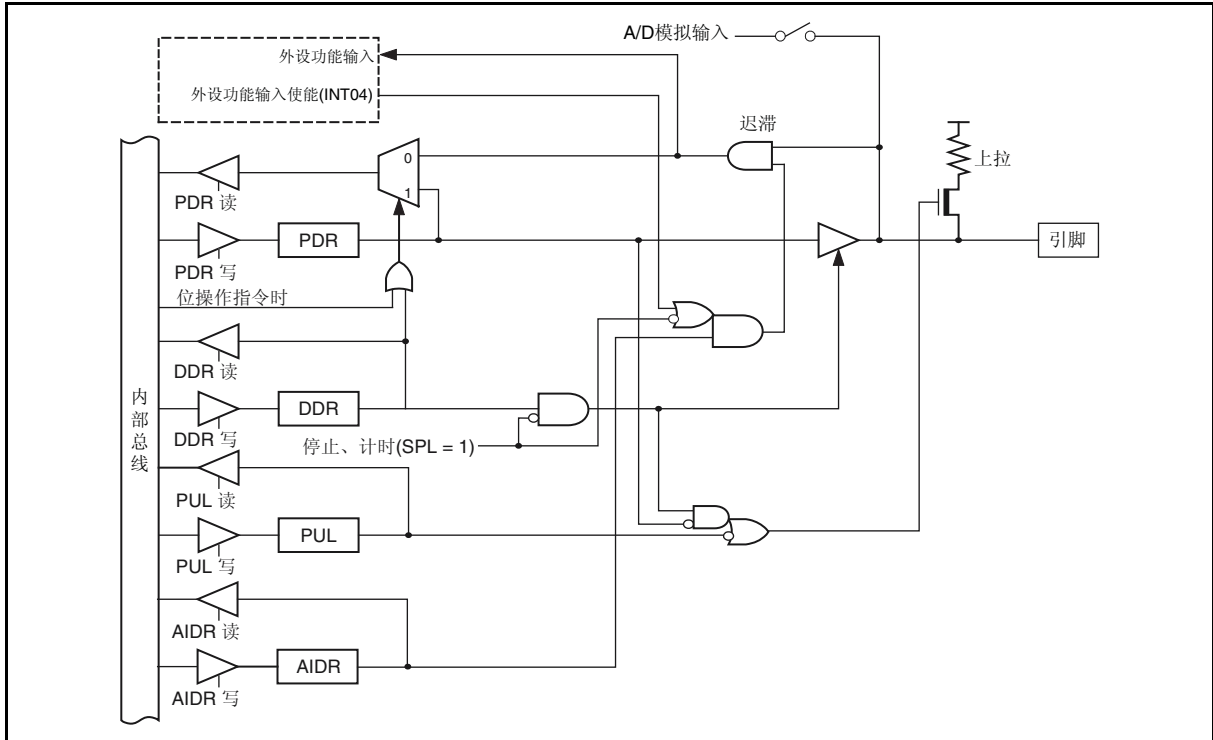 A/D模拟输入
外设功能输入
外设功能输入使能(INT04)
迟滞
上拉
0
1
PDR 读
PDR
引脚
PDR 写
位操作指令时
DDR 读
内部总线
DDR
DDR 写
停止、计时(SPL = 1)
PUL 读
PUL
PUL 写
AIDR 读
AIDR
AIDR 写